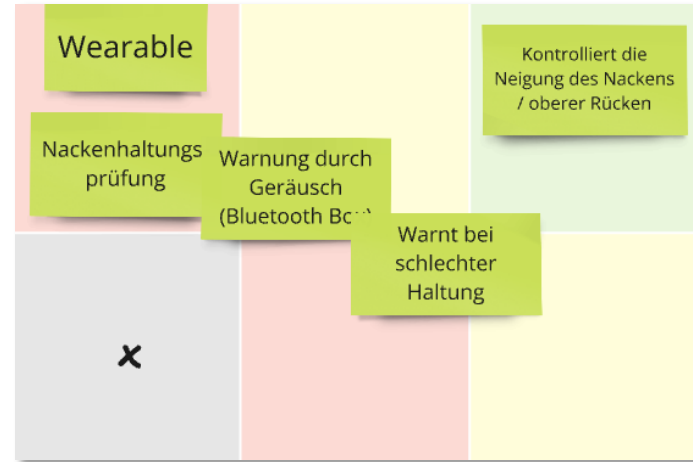 Wearable
Kontrolliert die
Neigung des Nackens
/ oberer Rücken
Nackenhaltungs
prüfung
Warnung durch
Geräusch
(Bluetooth
Warnt bei
schlechter
Haltung
x